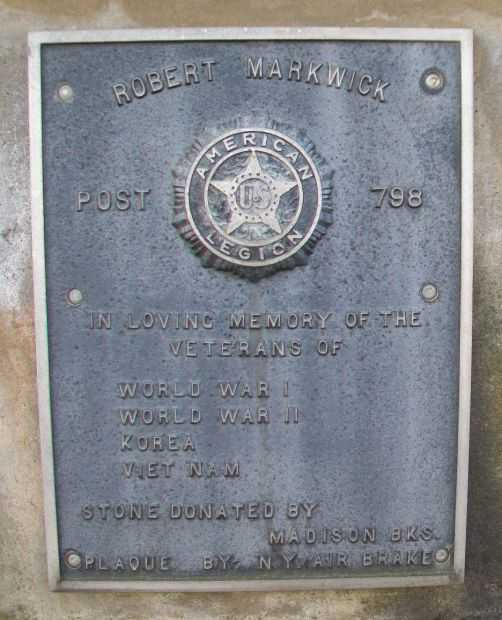 ROBERT MARKWICK
AMERICAN
POST US 798
LEGION
IN LOVING MEMORY OF THE
VETERANS OF
WORLD WAR I
WORLD WAR II
KOREA
VIET NAM
STONE DONATED BY
MADISON BKS.
PLAQUE BY N.Y. AIR BRAKE